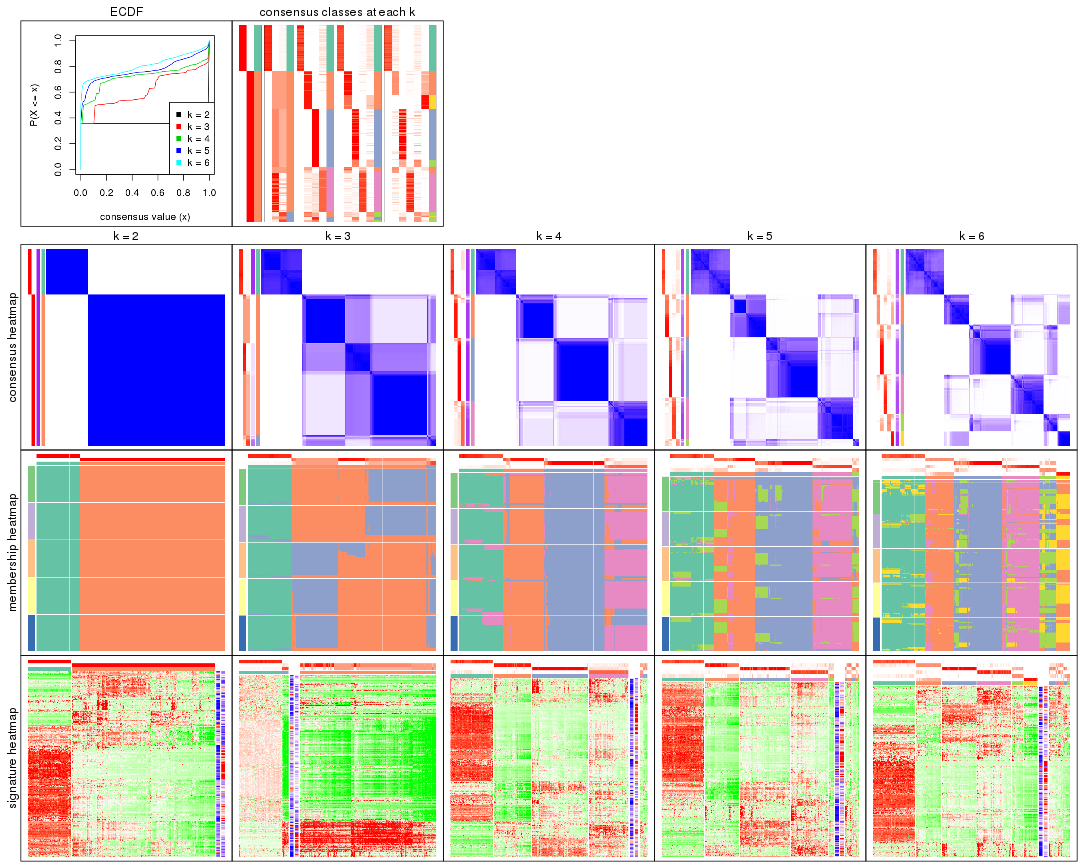 ECDF
consensus classes at each k
P(X <= x)
0.0
0.2
0.4
0.6
0.8
1.0
k = 2
k = 3
k = 4
k = 5
k = 6
0.0 0.2 0.4 0.6 0.8 1.0
consensus value (x)
k = 2
k = 3
k = 4
k = 5
k = 6
consensus heatmap
membership heatmap
signature heatmap